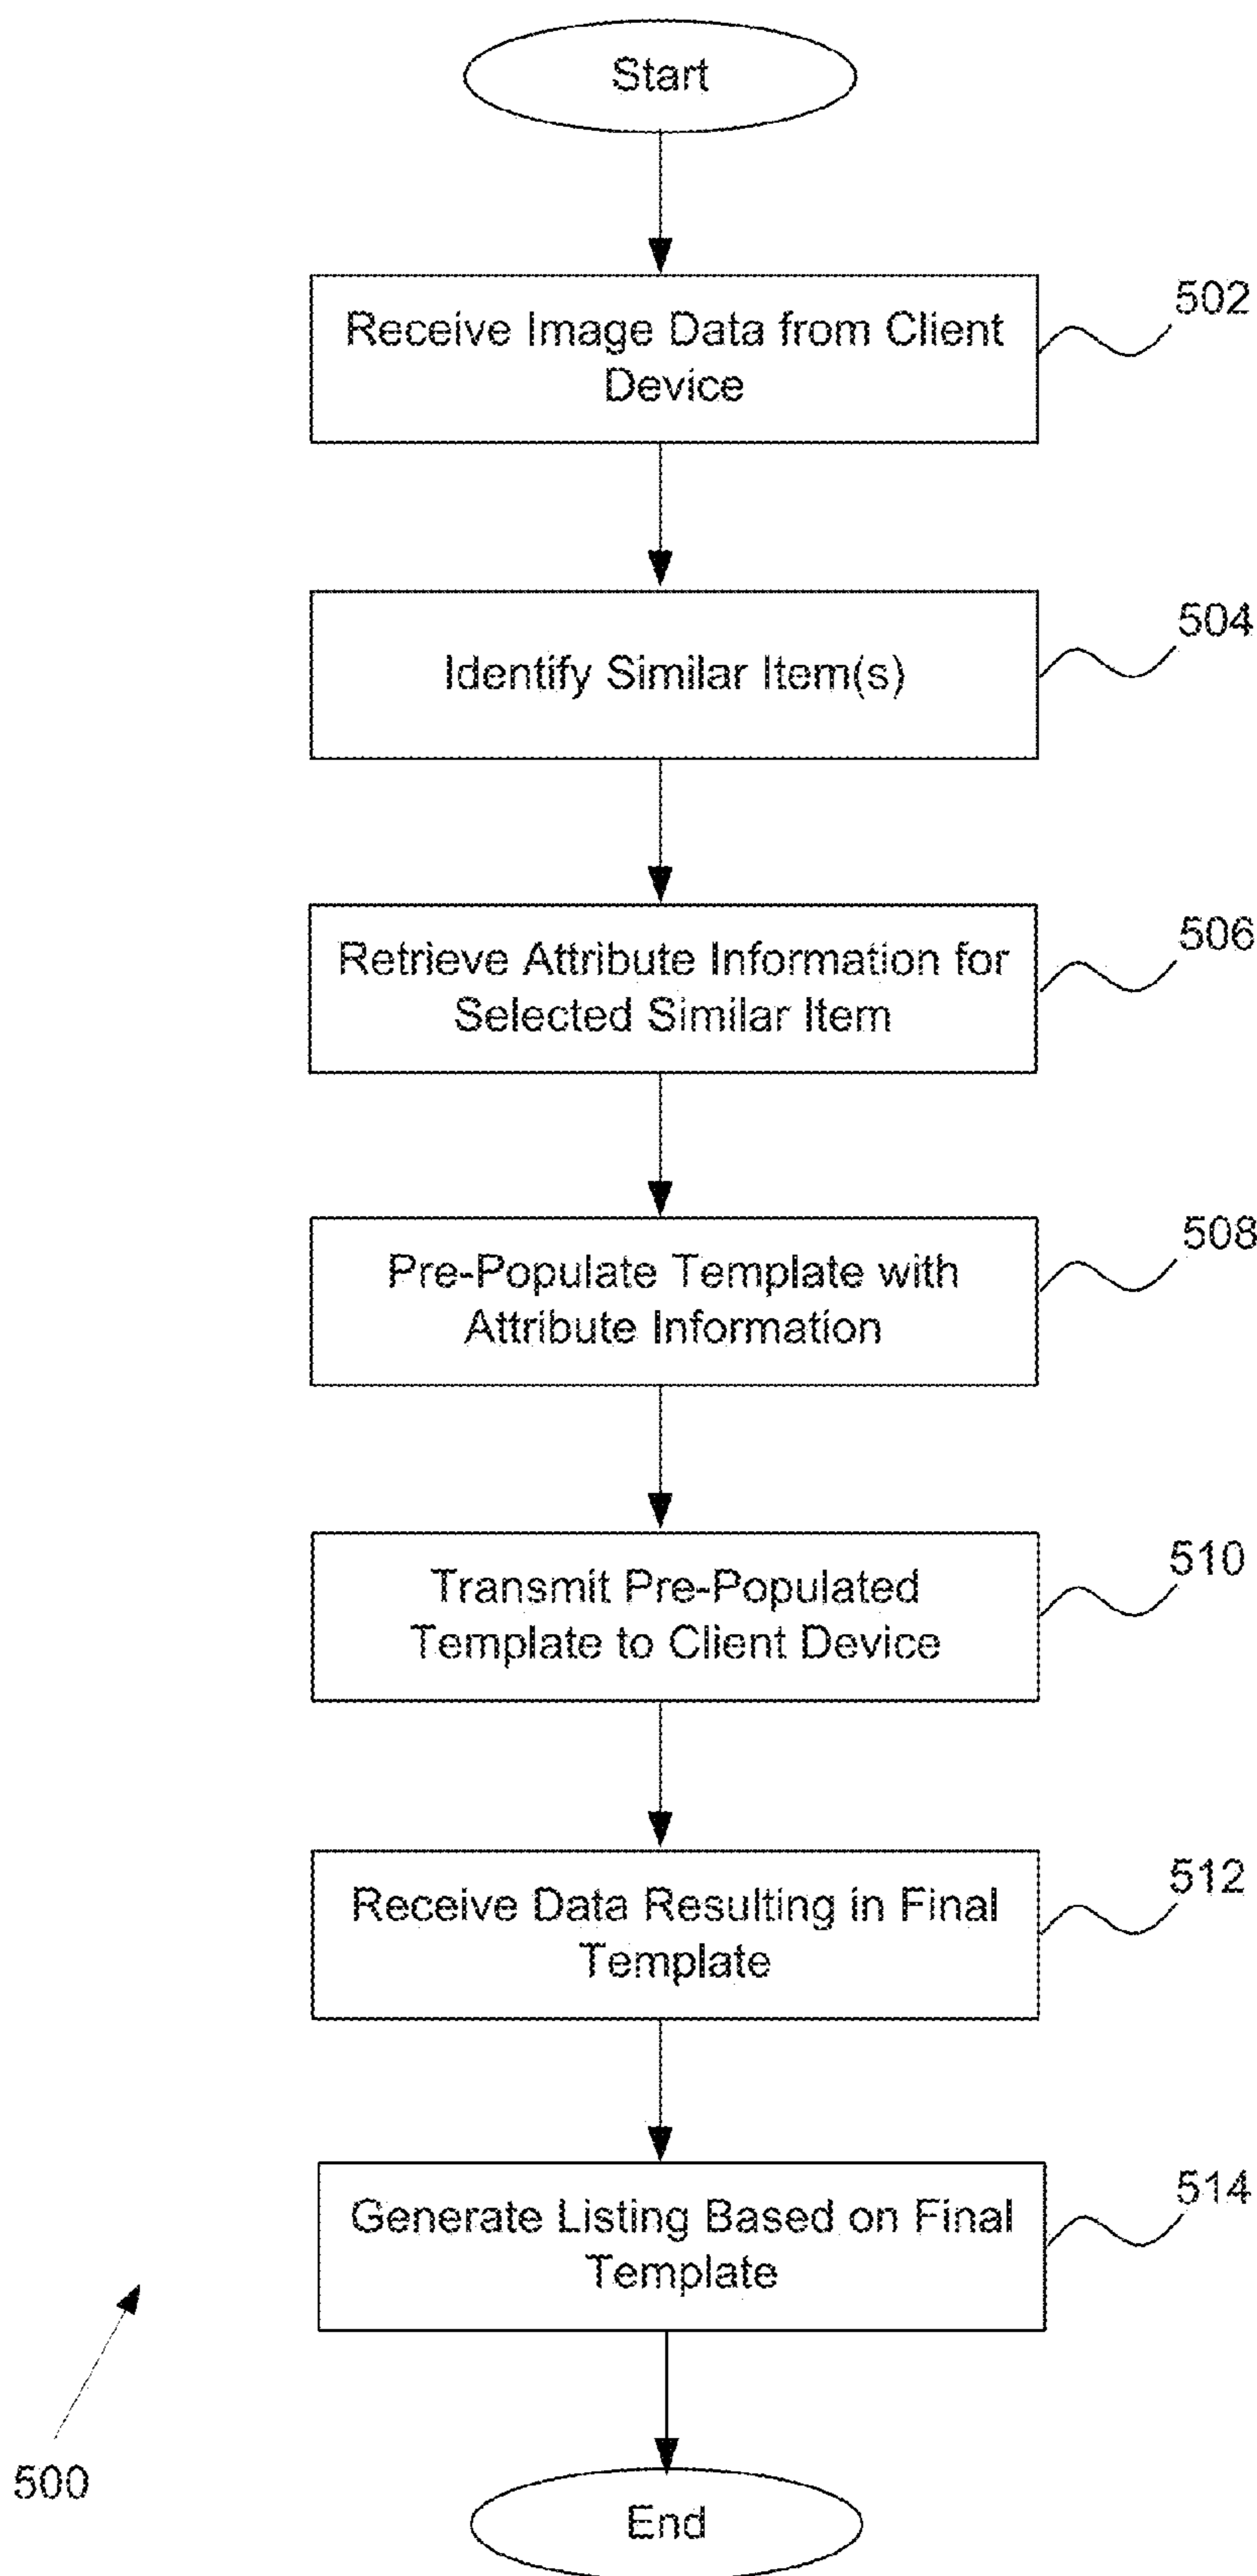 Start
Receive Image Data from Client
Device
502
Identify Similar Item(s)
504
Retrieve Attribute Information for
Selected Similar Item
506
Pre-Populate Template with
Attribute Information
508
Transmit Pre-Populated
Template to Client Device
510
Receive Data Resulting in Final
Template
512
Generate Listing Based on Final
Template
514
500
End